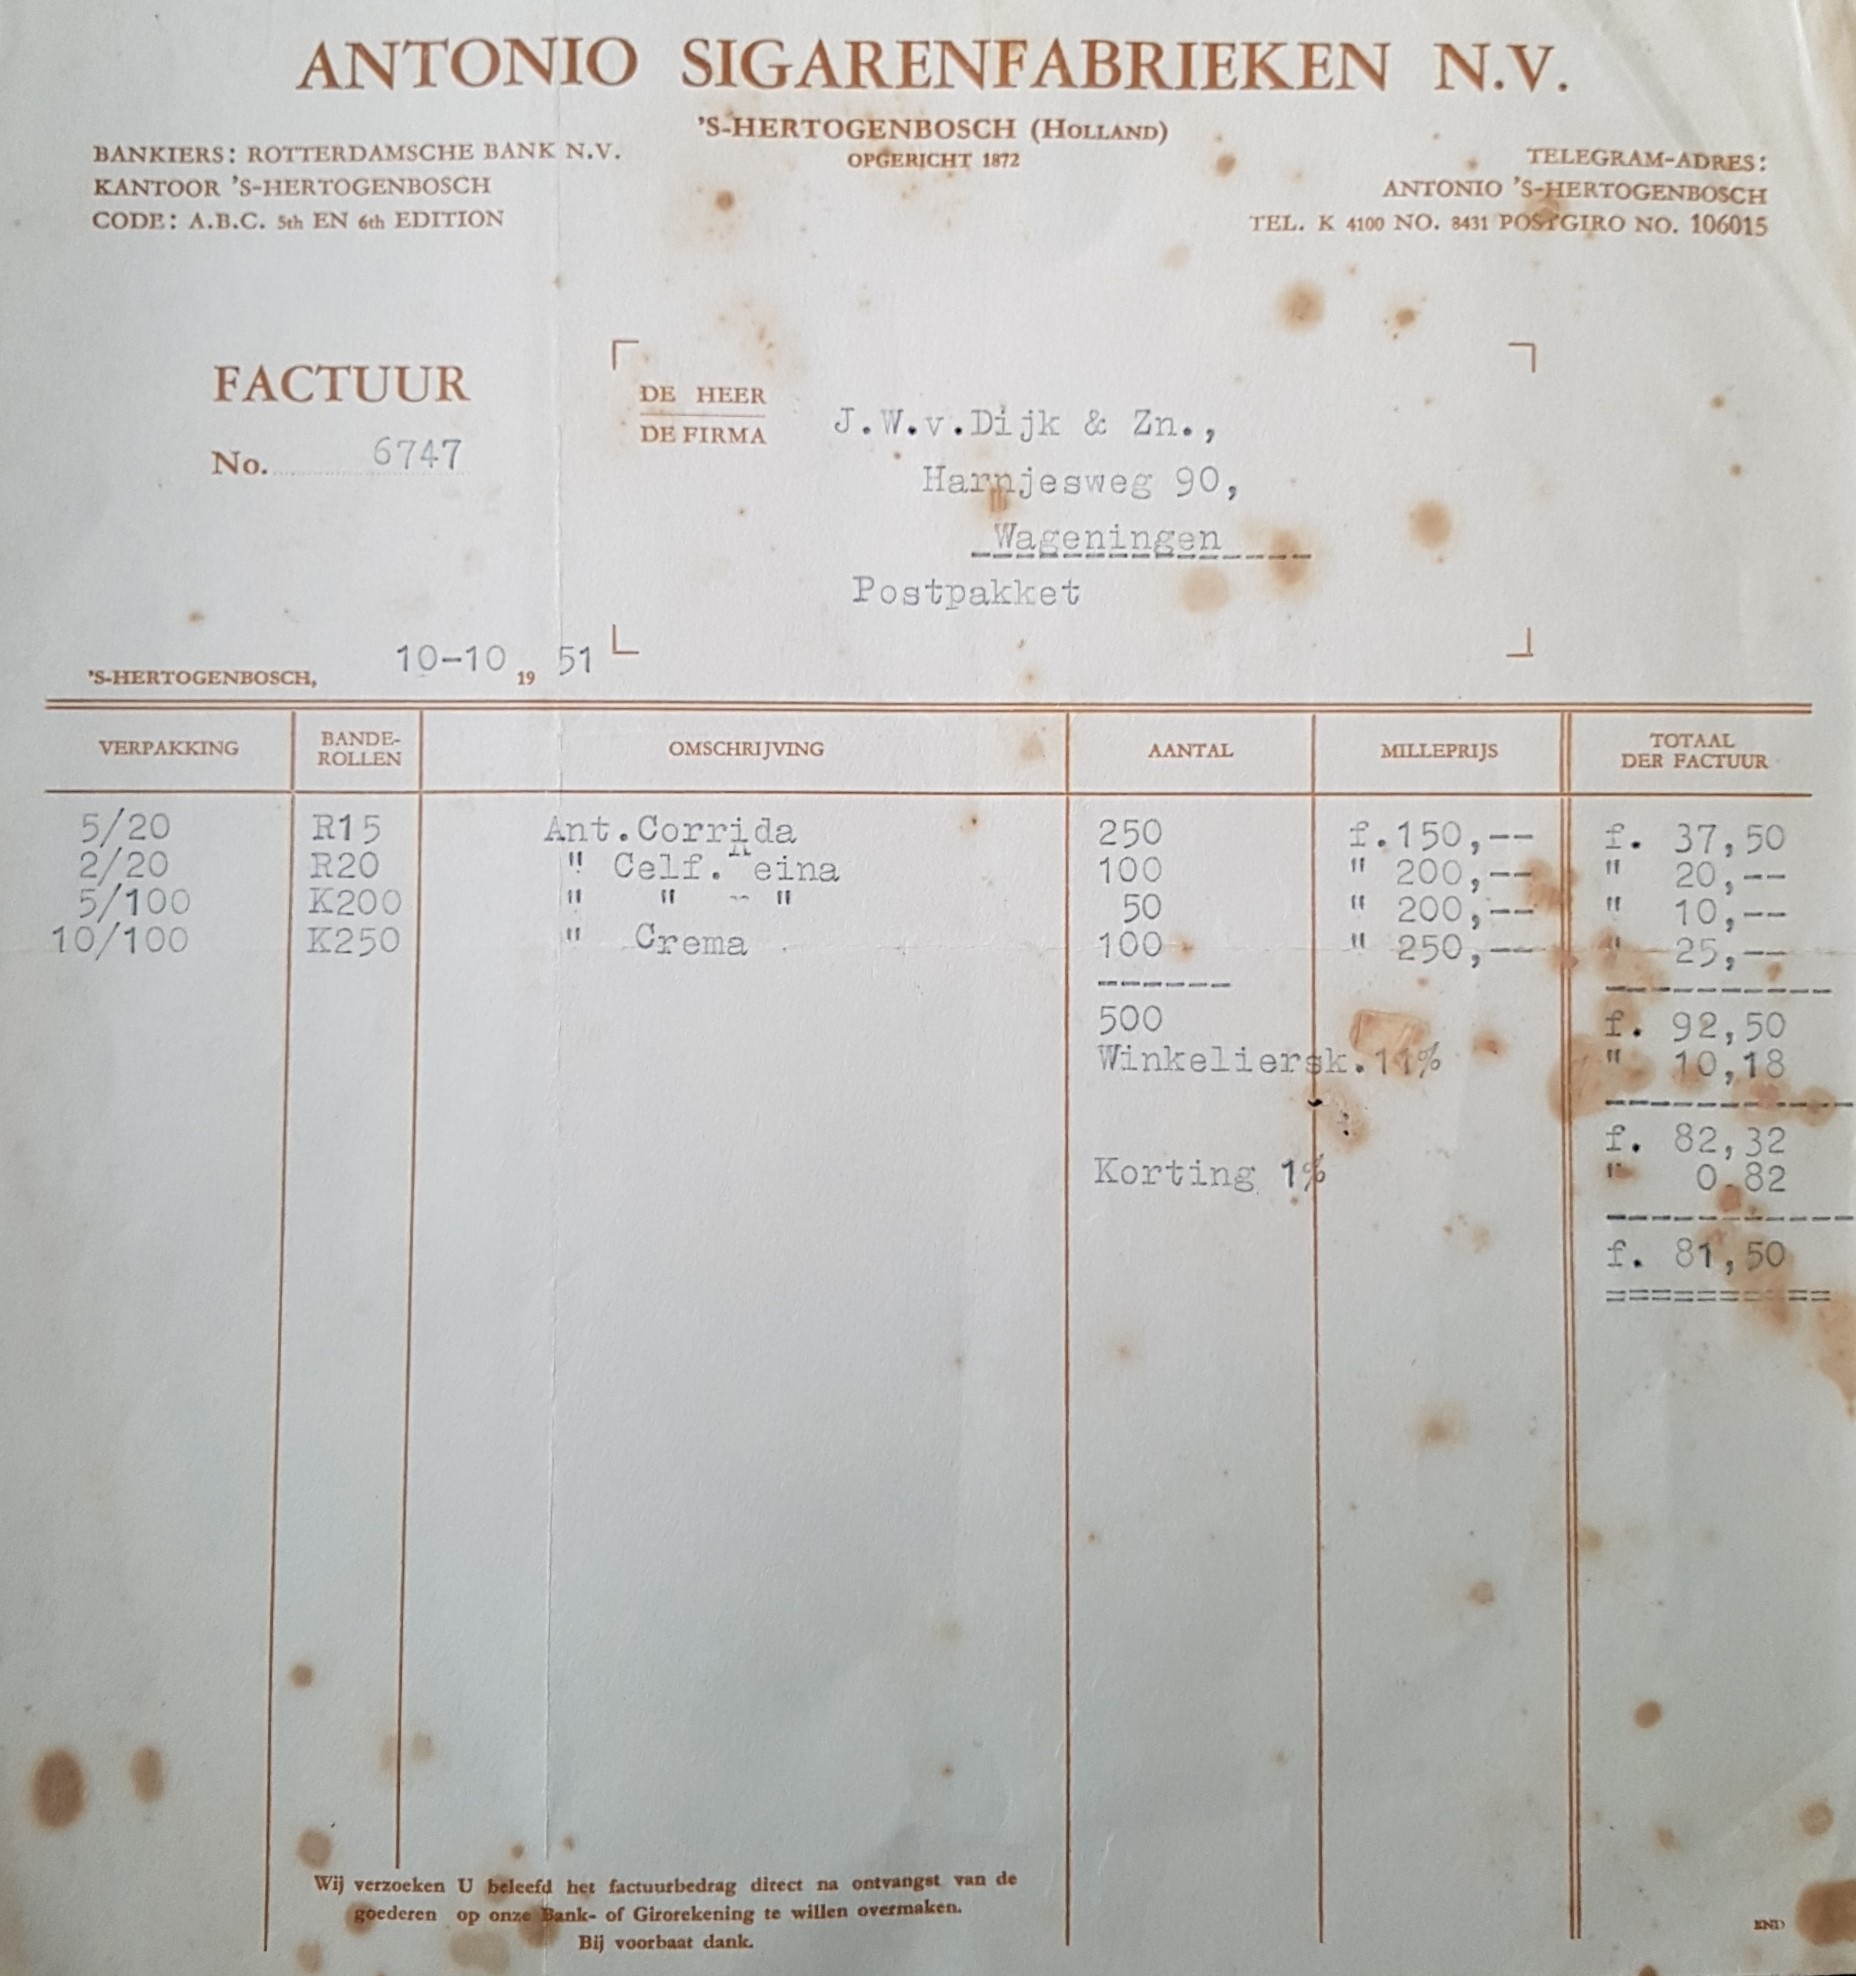 ANTONIO SIGARENFABRIEKEN N.V.
'S-HERTOGENBOSCH (HOLLAND)
OPGERICHT 1872
BANKIERS: ROTTERDAMSCHE BANK N.V.
KANTOOR 'S-HERTOGENBOSCH
CODE: A.B.C. 5th EN 6th EDITION
TELEGRAM-ADRES:
ANTONIO 'S-HERTOGENBOSCH
TEL. K 4100 NO. 8431 POSTGIRO NO. 106015
FACTUUR
No. 6747
DE HEER
DE FIRMA
J.W.v.Dijk & Zn.,
Harnjesweg 90,
Wageningen
Postpakket
'S-HERTOGENBOSCH, 10-10, 19 51
VERPAKKING BANDE-ROLLEN OMSCHRIJVING AANTAL MILLEPRIJS TOTAAL DER FACTUUR
5/20 R15 Ant.Corrida 250 f.150,-- f. 37,50
2/20 R20 " Celf. eina 100 " 200,-- " 20,--
5/100 K200 " " - " 50 " 200,-- " 10,--
10/100 K250 " Crema 100 " 250,-- " 25,--
500 f. 92,50
Winkeliersk.11% " 10,18
f. 82,32
Korting 1% " 0.82
f. 81,50
==========
Wij verzoeken U beleefd het factuurbedrag direct na ontvangst van de
goederen op onze Bank- of Girorekening te willen overmaken.
Bij voorbaat dank.
END